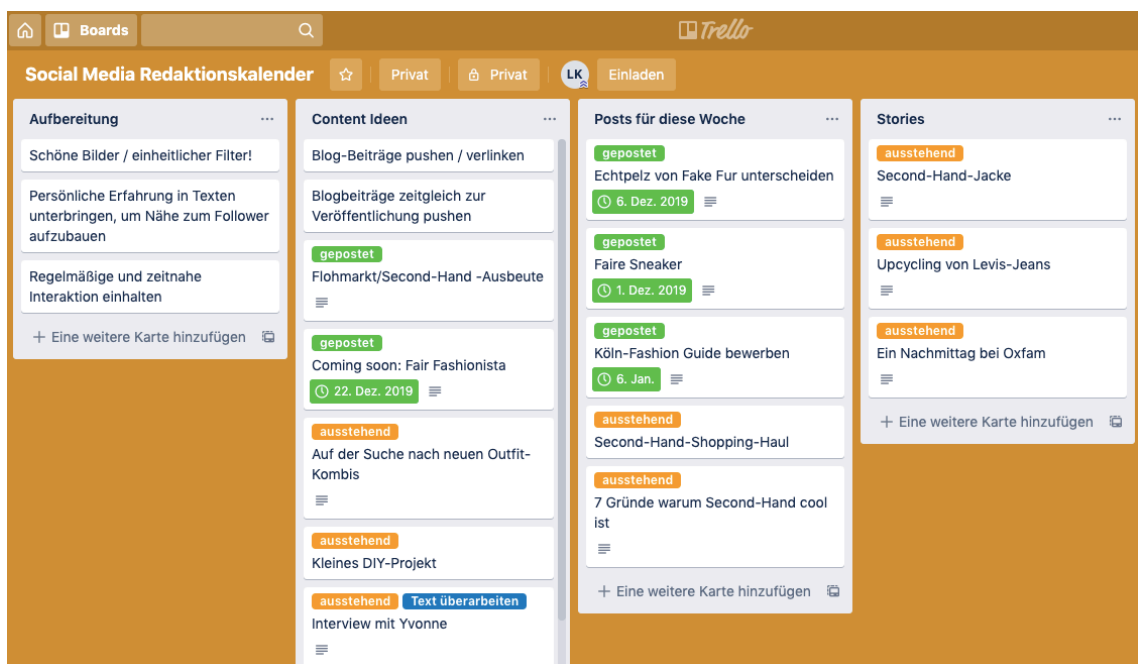 Boards
Trello
Social Media Redaktionskalender
Privat
Privat
LK
Einladen
Aufbereitung
Schöne Bilder / einheitlicher Filter!
Persönliche Erfahrung in Texten
unterbringen, um Nähe zum Follower
aufzubauen
Regelmäßige und zeitnahe
Interaktion einhalten
+ Eine weitere Karte hinzufügen
Content Ideen
Blog-Beiträge pushen / verlinken
Blogbeiträge zeitgleich zur
Veröffentlichung pushen
gepostet
Flohmarkt/Second-Hand -Ausbeute
gepostet
Coming soon: Fair Fashionista
22. Dez. 2019
ausstehend
Auf der Suche nach neuen Outfit-
Kombis
ausstehend
Kleines DIY-Projekt
ausstehend Text überarbeiten
Interview mit Yvonne
Posts für diese Woche
gepostet
Echtpelz von Fake Fur unterscheiden
6. Dez. 2019
gepostet
Faire Sneaker
1. Dez. 2019
gepostet
Köln-Fashion Guide bewerben
6. Jan.
ausstehend
Second-Hand-Shopping-Haul
ausstehend
7 Gründe warum Second-Hand cool
ist
+ Eine weitere Karte hinzufügen
Stories
ausstehend
Second-Hand-Jacke
ausstehend
Upcycling von Levis-Jeans
ausstehend
Ein Nachmittag bei Oxfam
+ Eine weitere Karte hinzufügen